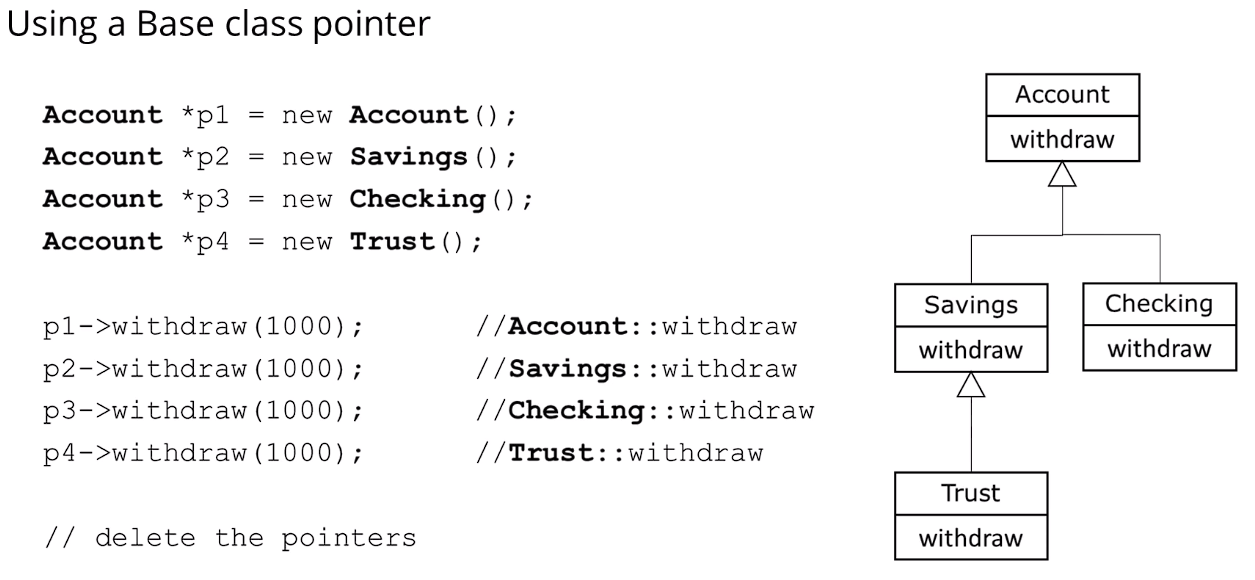 Using a Base class pointer
Account *p1 = new Account();
Account *p2 = new Savings();
Account *p3 = new Checking();
Account *p4 = new Trust();
p1->withdraw(1000); //Account::withdraw
p2->withdraw(1000); //Savings::withdraw
p3->withdraw(1000); //Checking::withdraw
p4->withdraw(1000); //Trust::withdraw
// delete the pointers
Account
withdraw
Savings
withdraw
Checking
withdraw
Trust
withdraw